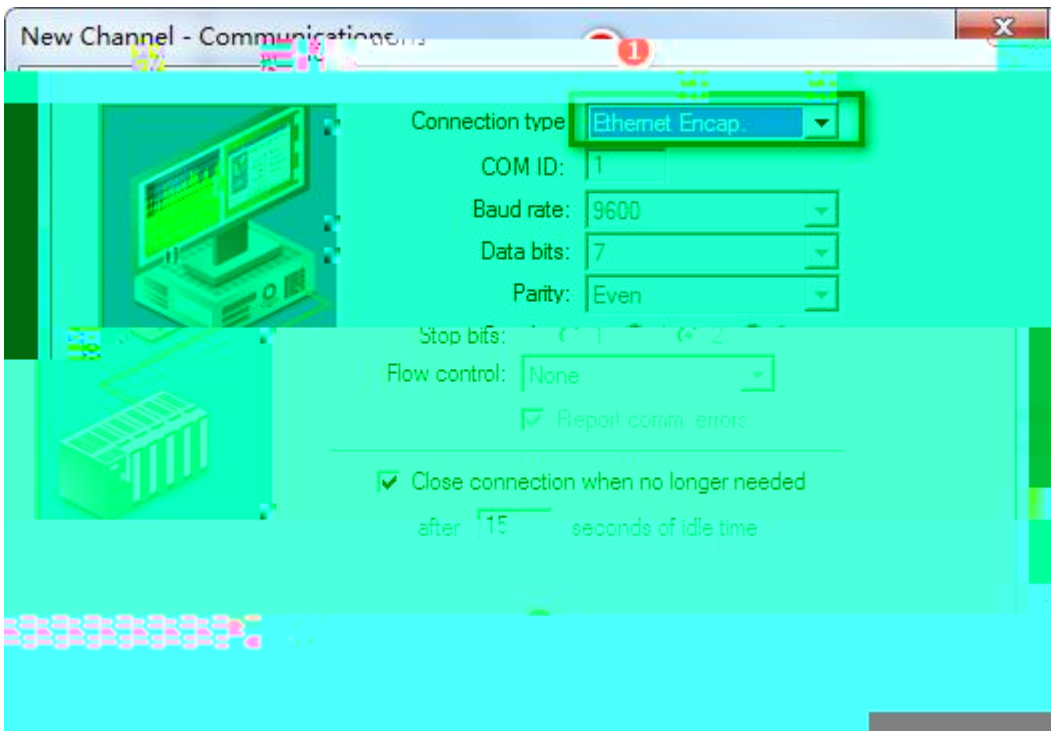 New Channel - Communications
1
Connection type Ethernet Encap.
COM ID: 1
Baud rate: 9600
Data bits: 7
Parity: Even
Stop bits: 1 2
Flow control: None
Report comm. errors
Close connection when no longer needed
after 15 seconds of idle time